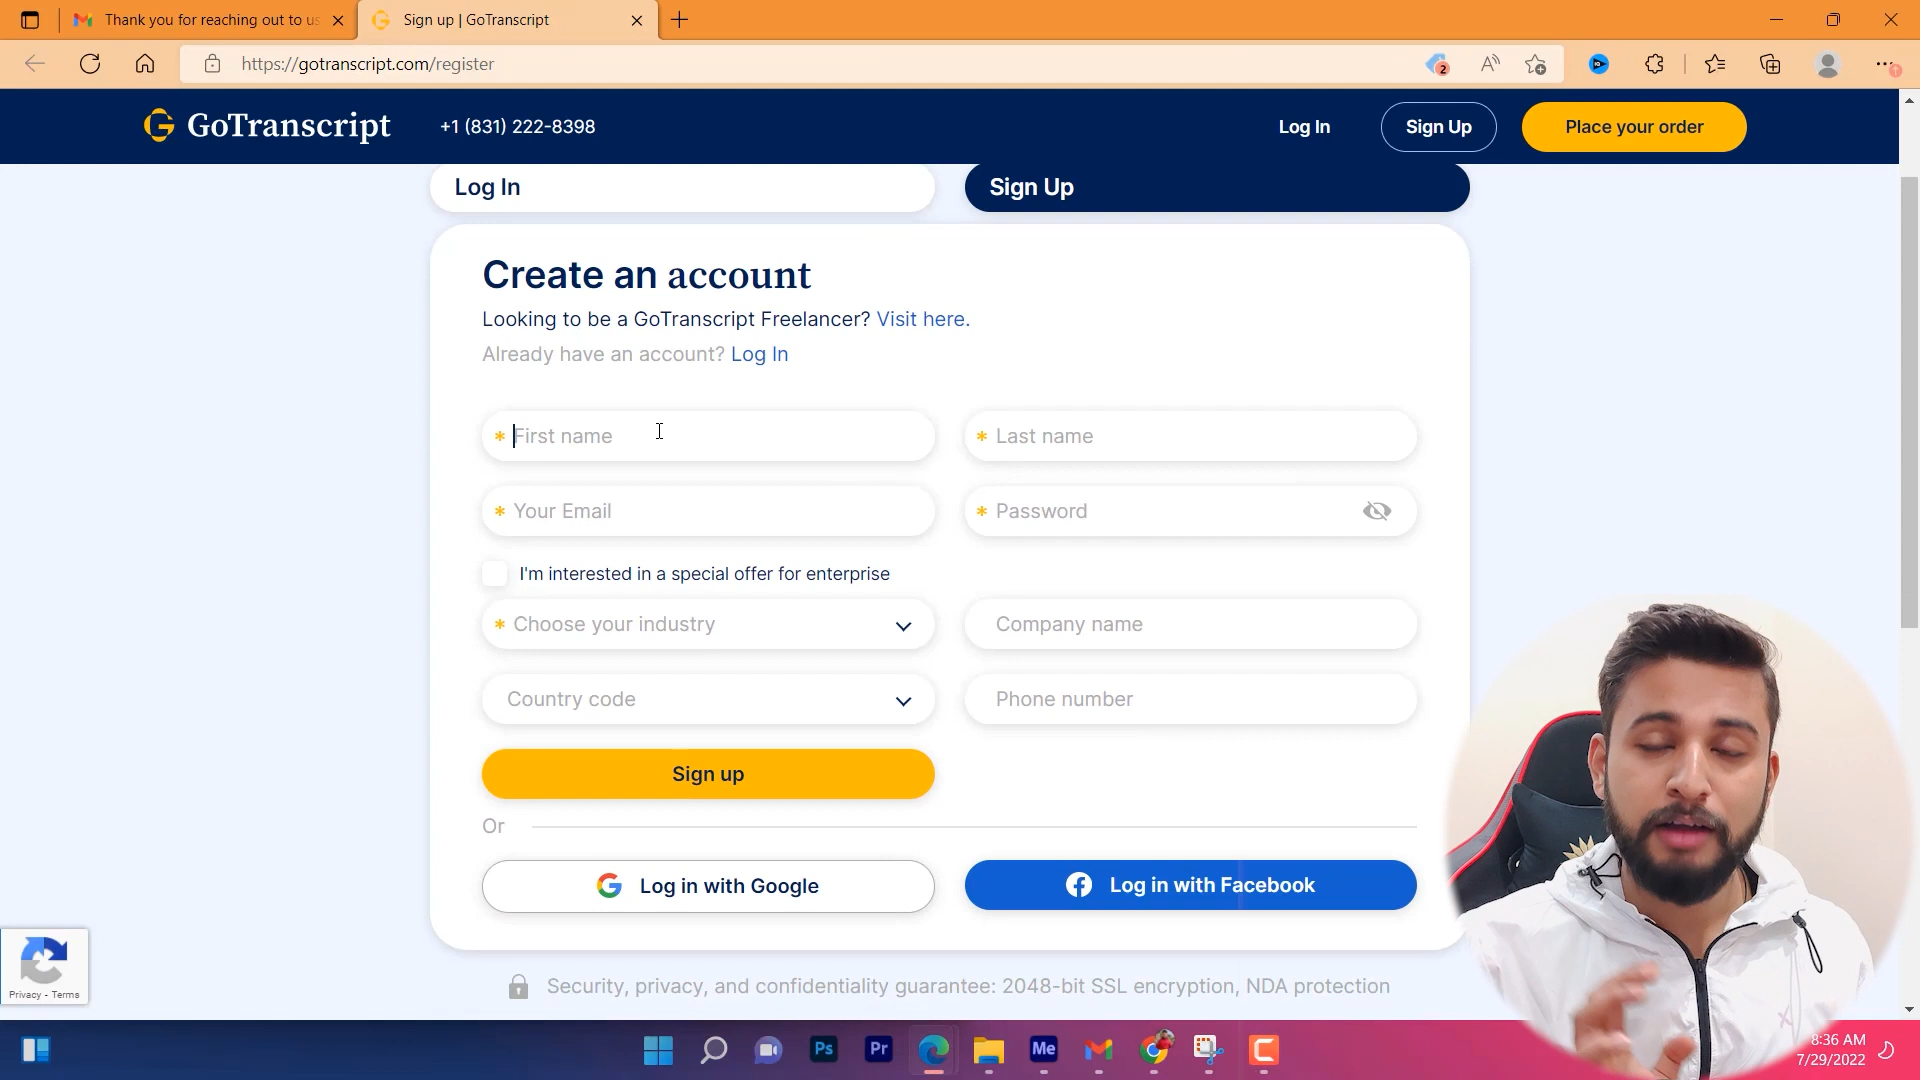 Thank you for reaching out to us
Sign up | GoTranscript
https://gotranscript.com/register
2
GoTranscript
+1 (831) 222-8398
Log In
Sign Up
Place your order
Log In
Sign Up
Create an account
Looking to be a GoTranscript Freelancer? Visit here.
Already have an account? Log In
* First name
* Last name
* Your Email
* Password
I'm interested in a special offer for enterprise
* Choose your industry
Company name
Country code
Phone number
Sign up
Or
Log in with Google
Log in with Facebook
Privacy - Terms
Security, privacy, and confidentiality guarantee: 2048-bit SSL encryption, NDA protection
Ps
Pr
Me
8:36 AM
7/29/2022